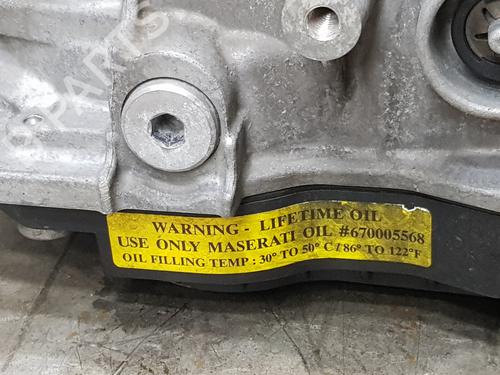 WARNING - LIFETIME OIL
USE ONLY MASERATI OIL #670005568
OIL FILLING TEMP : 30° TO 50° C / 86° TO 122°F